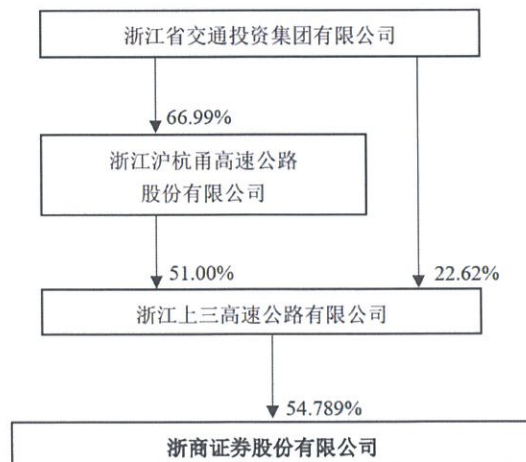 浙江省交通投资集团有限公司
66.99%
浙江沪杭甬高速公路
股份有限公司
51.00%
22.62%
浙江上三高速公路有限公司
54.789%
浙商证券股份有限公司